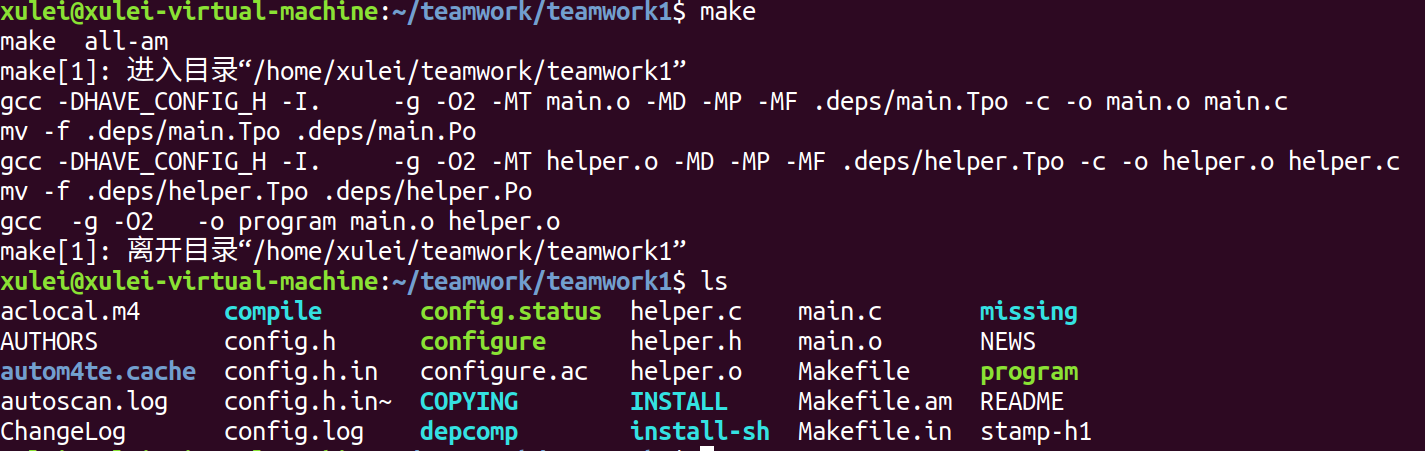 xulei@xulei-virtual-machine:~/teamwork/teamwork1$ make
make  all-am
make[1]: 进入目录“/home/xulei/teamwork/teamwork1”
gcc -DHAVE_CONFIG_H -I.     -g -O2 -MT main.o -MD -MP -MF .deps/main.Tpo -c -o main.o main.c
mv -f .deps/main.Tpo .deps/main.Po
gcc -DHAVE_CONFIG_H -I.     -g -O2 -MT helper.o -MD -MP -MF .deps/helper.Tpo -c -o helper.o helper.c
mv -f .deps/helper.Tpo .deps/helper.Po
gcc  -g -O2   -o program main.o helper.o
make[1]: 离开目录“/home/xulei/teamwork/teamwork1”
xulei@xulei-virtual-machine:~/teamwork/teamwork1$ ls
aclocal.m4      compile       config.status  helper.c    main.c       missing
AUTHORS         config.h      configure      helper.h    main.o       NEWS
autom4te.cache  config.h.in   configure.ac   helper.o    Makefile     program
autoscan.log    config.h.in~  COPYING        INSTALL     Makefile.am  README
ChangeLog       config.log    depcomp        install-sh  Makefile.in  stamp-h1